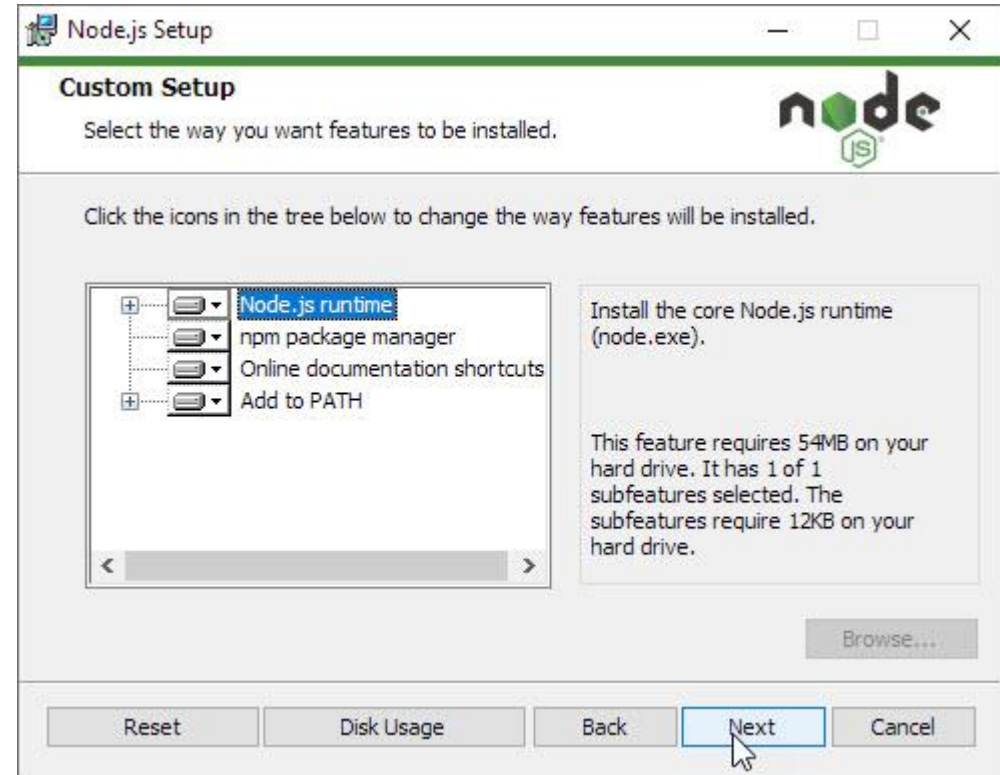 Node.js Setup
Custom Setup
Select the way you want features to be installed.
node
JS
Click the icons in the tree below to change the way features will be installed.
Node.js runtime
npm package manager
Online documentation shortcuts
Add to PATH
Install the core Node.js runtime
(node.exe).
This feature requires 54MB on your
hard drive. It has 1 of 1
subfeatures selected. The
subfeatures require 12KB on your
hard drive.
Browse...
Reset
Disk Usage
Back
Next
Cancel